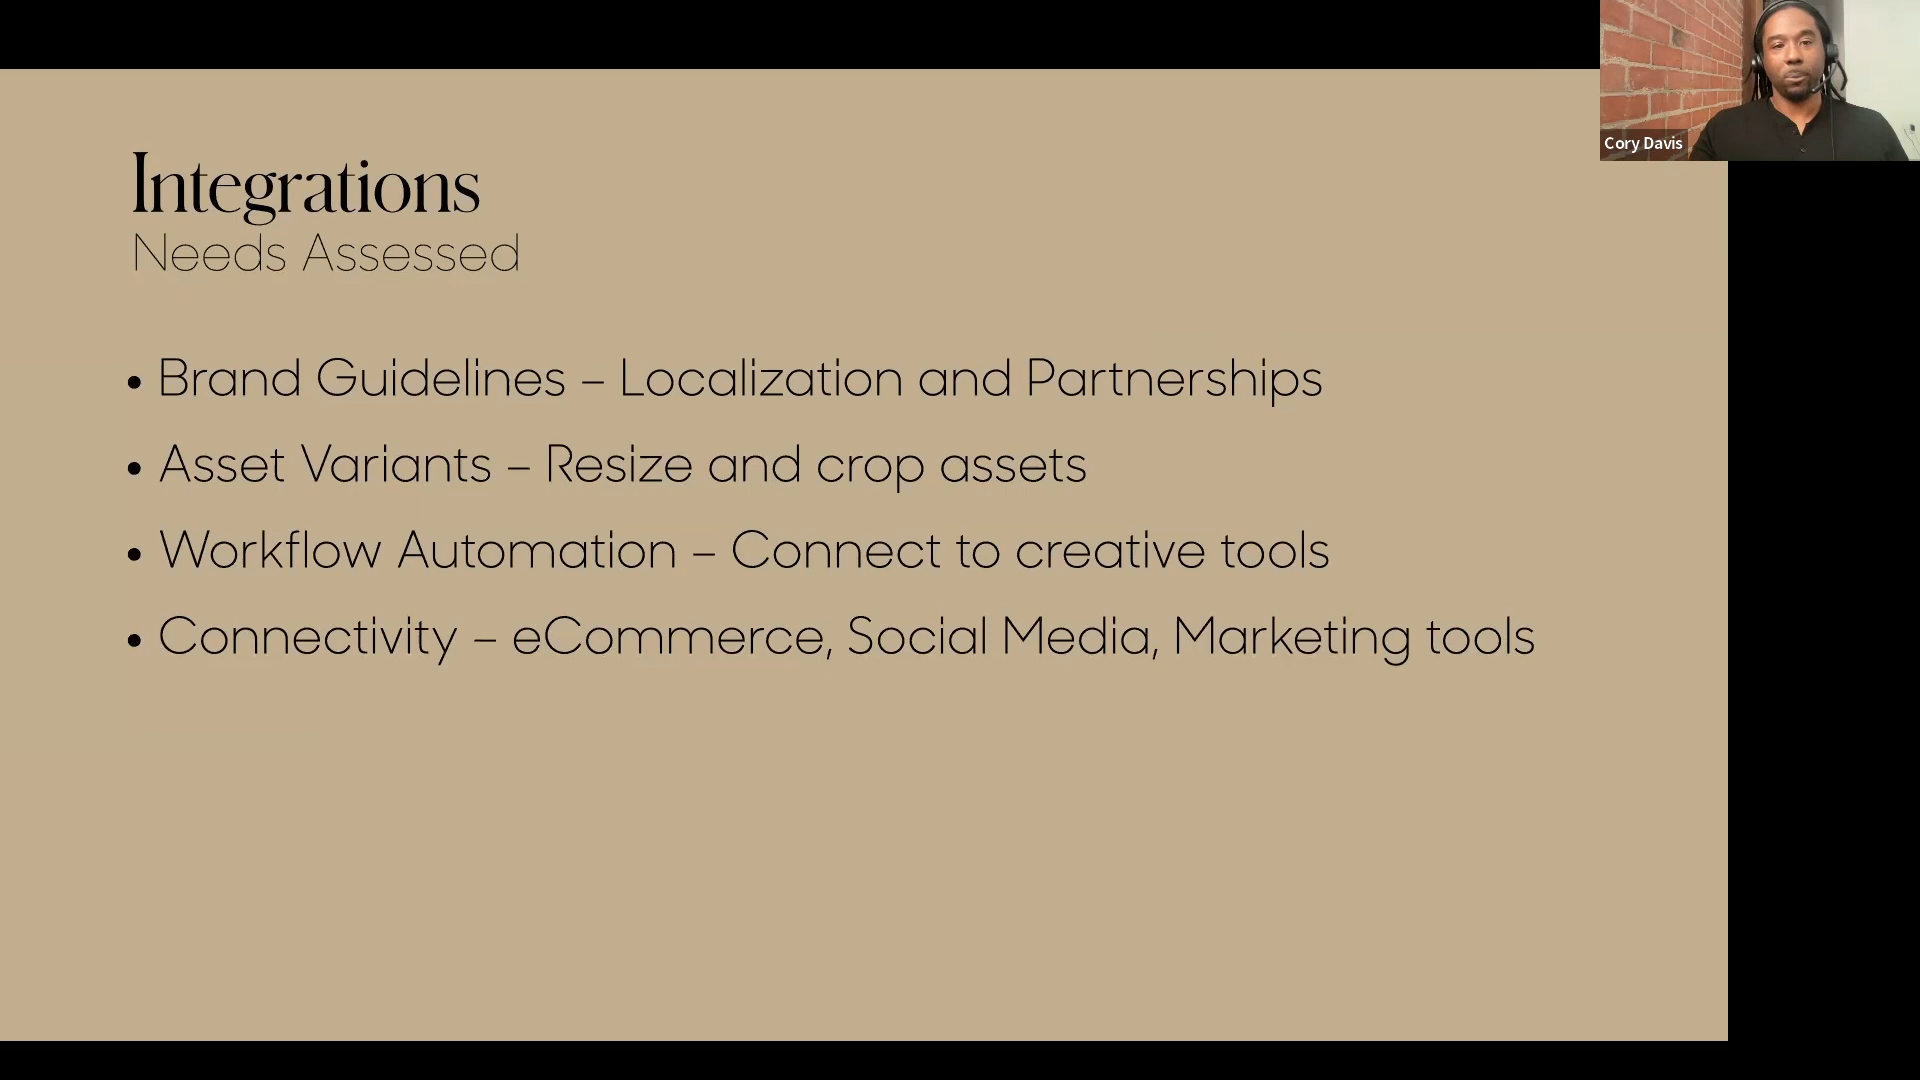 Integrations
Needs Assessed
• Brand Guidelines – Localization and Partnerships
• Asset Variants – Resize and crop assets
• Workflow Automation – Connect to creative tools
• Connectivity – eCommerce, Social Media, Marketing tools
Cory Davis